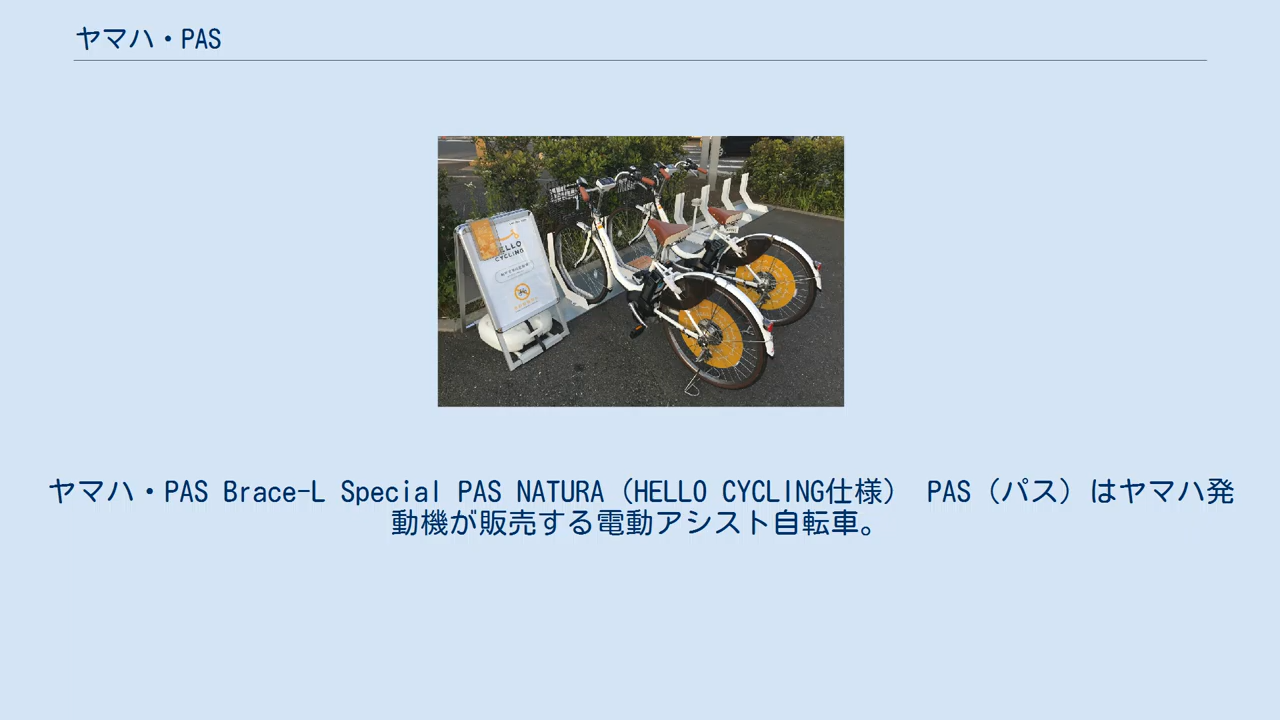 ヤマハ・PAS
HELLO
CYCLING
ヤマハ・PAS Brace-L Special PAS NATURA（HELLO CYCLING仕様） PAS（パス）はヤマハ発
動機が販売する電動アシスト自転車。